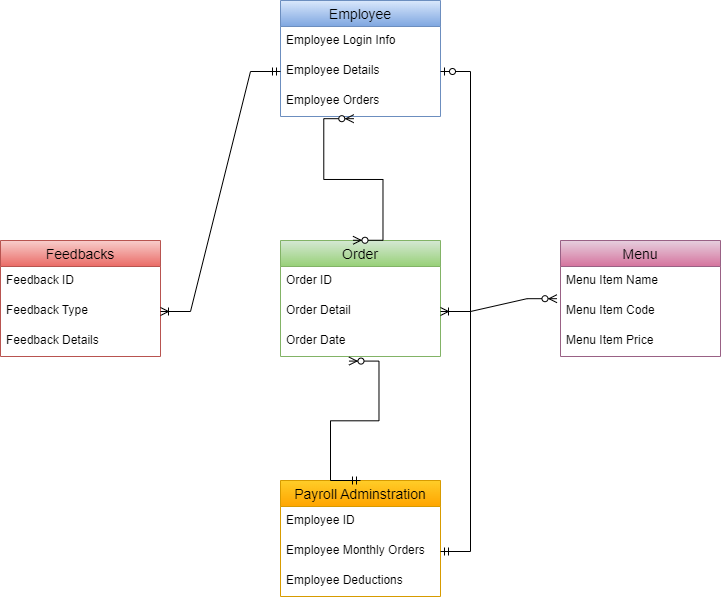 Employee
Employee Login Info
Employee Details
Employee Orders
Feedbacks
Feedback ID
Feedback Type
Feedback Details
Order
Order ID
Order Detail
Order Date
Menu
Menu Item Name
Menu Item Code
Menu Item Price
Payroll Adminstration
Employee ID
Employee Monthly Orders
Employee Deductions